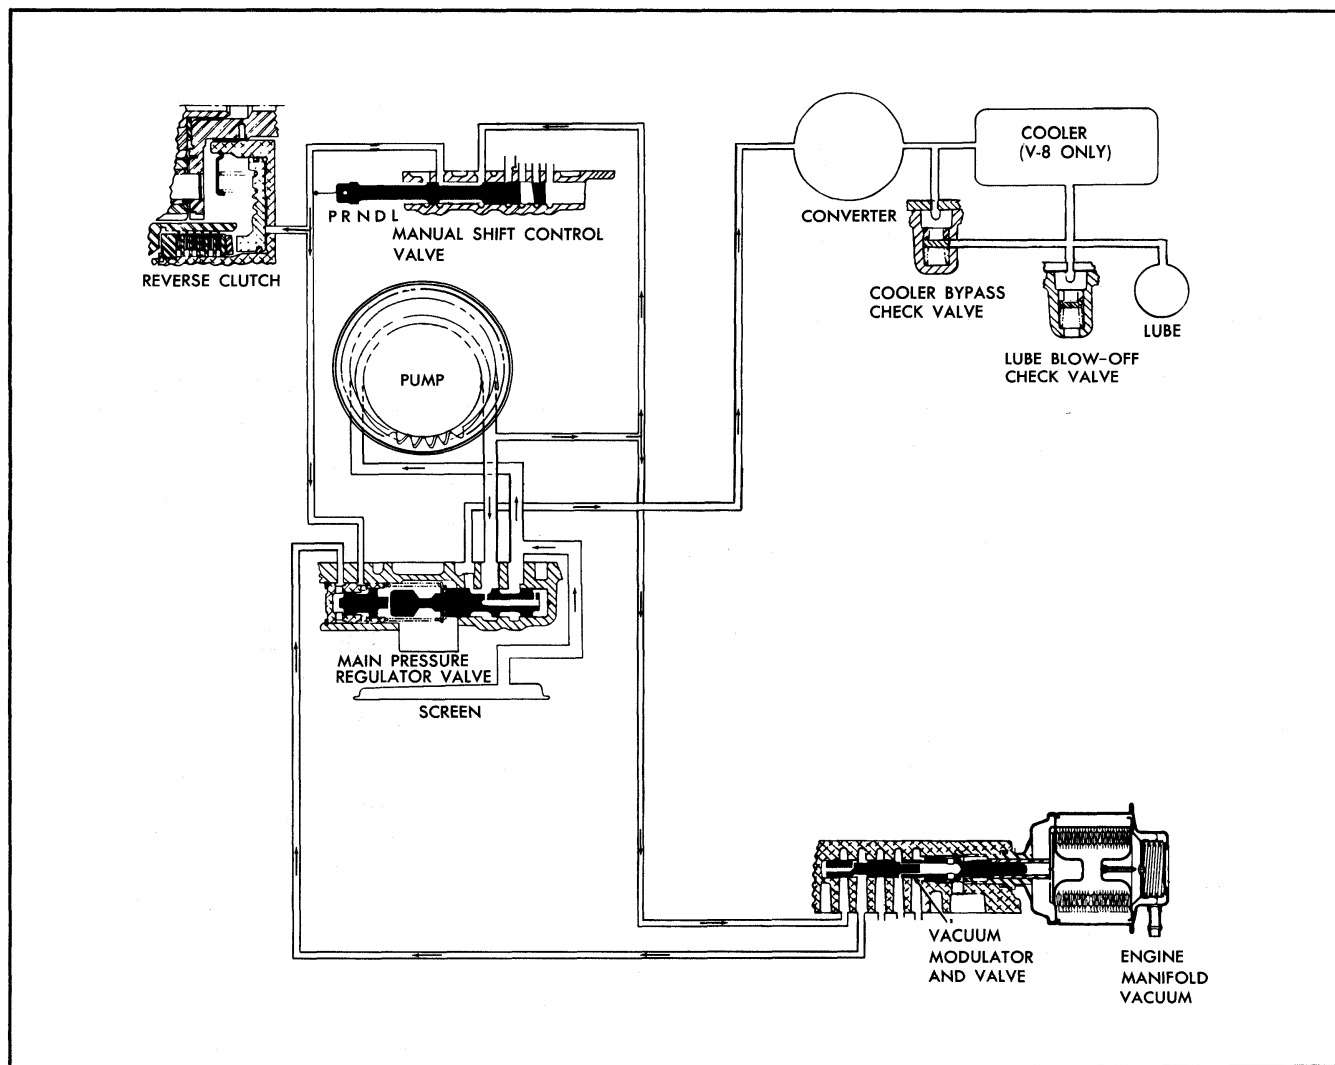 COOLER
(V-8 ONLY)
CONVERTER
P R N D L
MANUAL SHIFT CONTROL
VALVE
REVERSE CLUTCH
COOLER BYPASS
CHECK VALVE
LUBE
LUBE BLOW-OFF
CHECK VALVE
PUMP
MAIN PRESSURE
REGULATOR VALVE
SCREEN
VACUUM
MODULATOR
AND VALVE
ENGINE
MANIFOLD
VACUUM